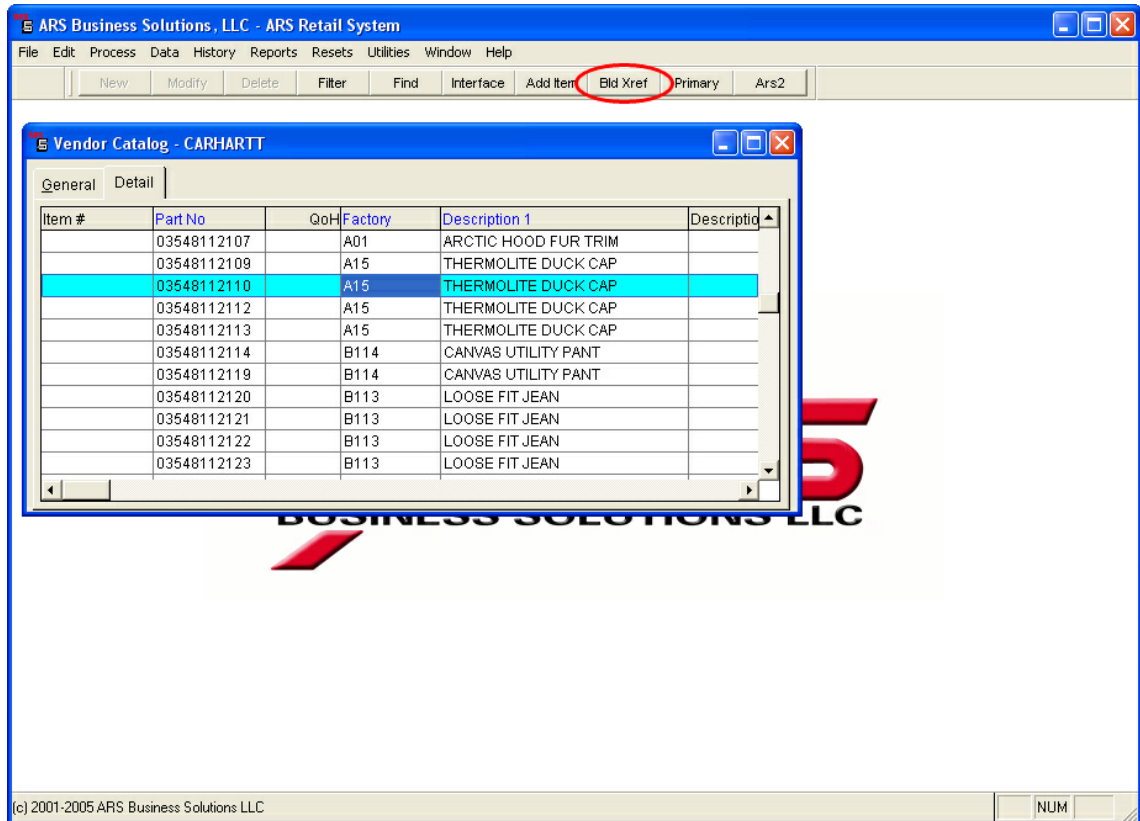 ARS Business Solutions, LLC - ARS Retail System
File Edit Process Data History Reports Resets Utilities Window Help
New Modify Delete Filter Find Interface Add Item Bld Xref Primary Ars2
Vendor Catalog - CARHARTT
General Detail
Item # Part No QoH Factory Description 1 Descriptio
03548112107 A01 ARCTIC HOOD FUR TRIM
03548112109 A15 THERMOLITE DUCK CAP
03548112110 A15 THERMOLITE DUCK CAP
03548112112 A15 THERMOLITE DUCK CAP
03548112113 A15 THERMOLITE DUCK CAP
03548112114 B114 CANVAS UTILITY PANT
03548112119 B114 CANVAS UTILITY PANT
03548112120 B113 LOOSE FIT JEAN
03548112121 B113 LOOSE FIT JEAN
03548112122 B113 LOOSE FIT JEAN
03548112123 B113 LOOSE FIT JEAN
BUSINESS SOLUTIONS LLC
(c) 2001-2005 ARS Business Solutions LLC NUM